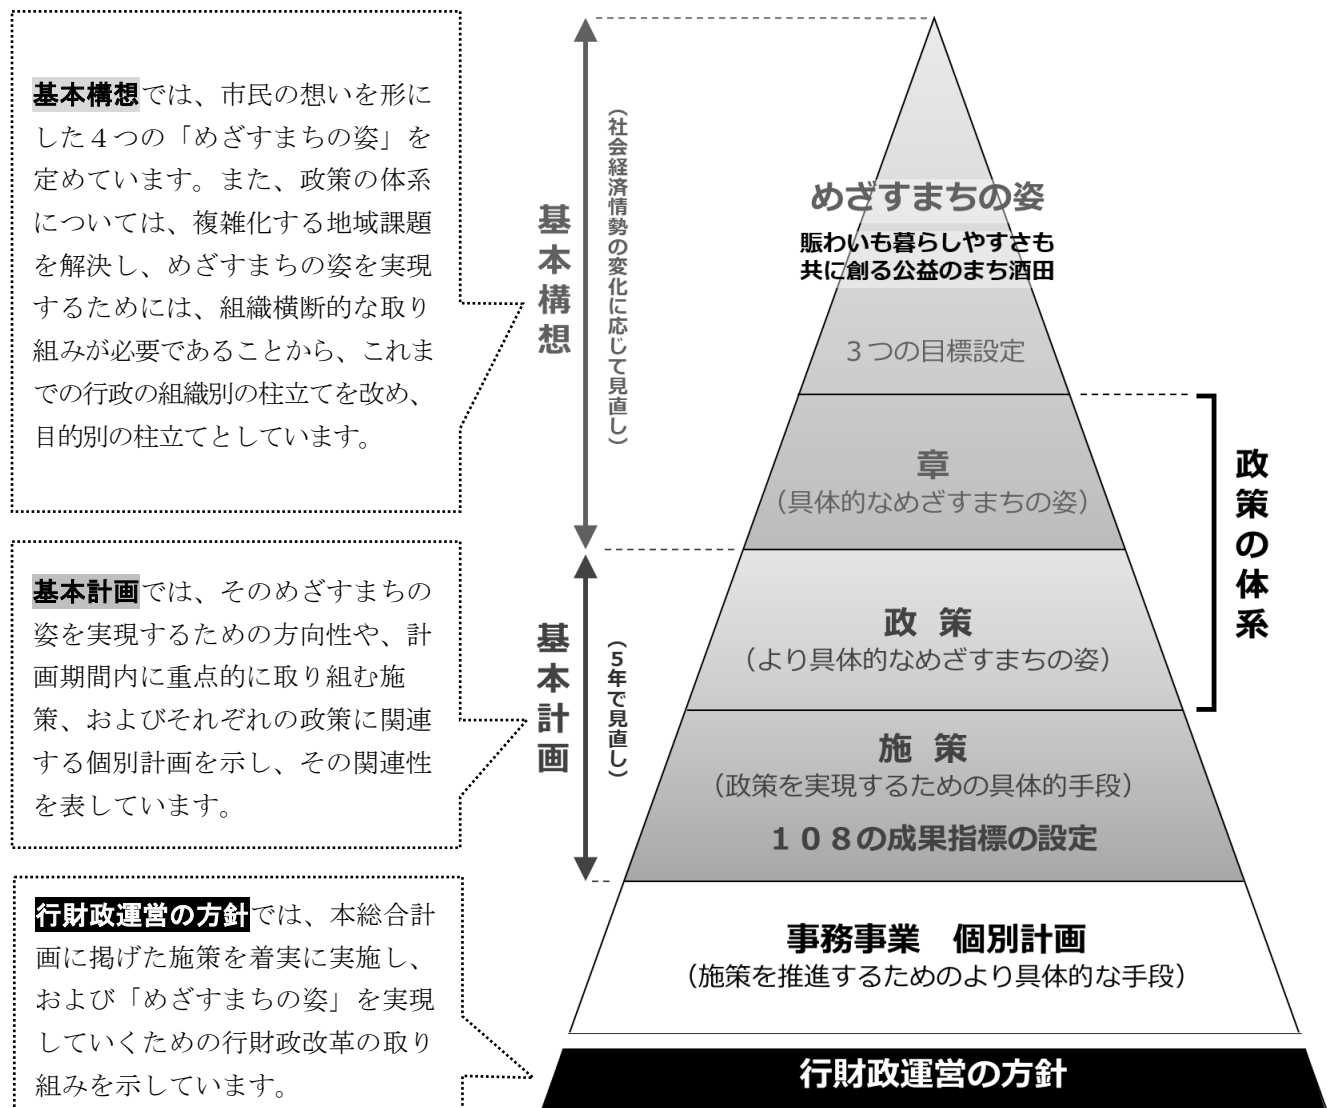 基本構想では、市民の想いを形に
した４つの「めざすまちの姿」を
定めています。また、政策の体系
については、複雑化する地域課題
を解決し、めざすまちの姿を実現
するためには、組織横断的な取り
組みが必要であることから、これま
での行政の組織別の柱立てを改め、
目的別の柱立てとしています。
基本計画では、そのめざすまちの
姿を実現するための方向性や、計
画期間内に重点的に取り組む施
策、およびそれぞれの政策に関連
する個別計画を示し、その関連性
を表しています。
行財政運営の方針では、本総合計
画に掲げた施策を着実に実施し、
および「めざすまちの姿」を実現
していくための行財政改革の取り
組みを示しています。
基本構想
（社会経済情勢の変化に応じて見直し）
基本計画
（５年で見直し）
めざすまちの姿
賑わいも暮らしやすさも
共に創る公益のまち酒田
３つの目標設定
章
（具体的なめざすまちの姿）
政 策
（より具体的なめざすまちの姿）
施 策
（政策を実現するための具体的手段）
１０８の成果指標の設定
事務事業　個別計画
（施策を推進するためのより具体的な手段）
行財政運営の方針
政策の体系